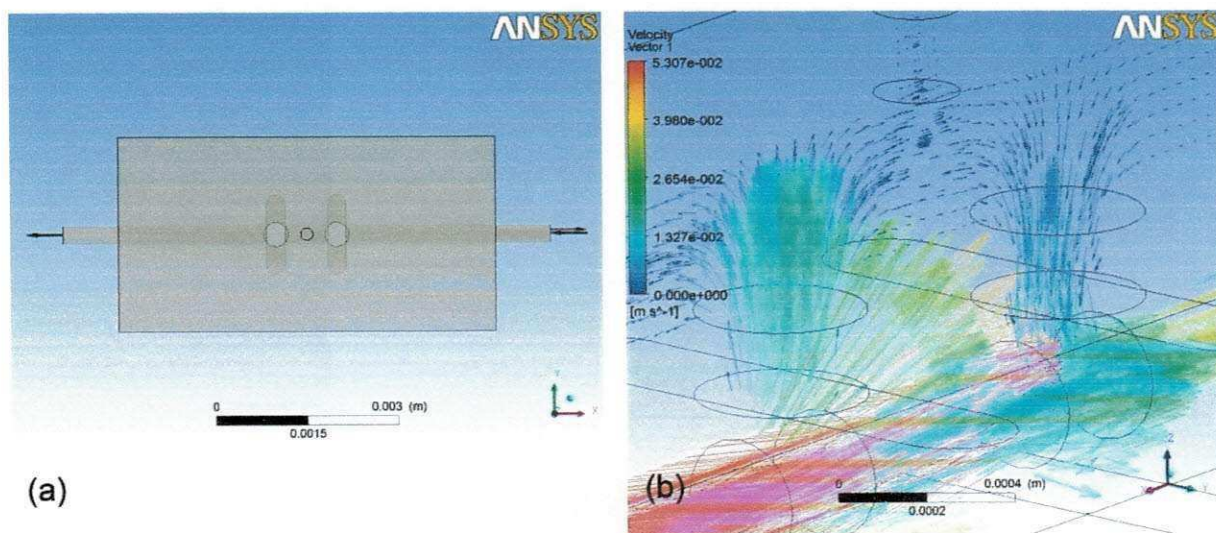 ANSYS
0
0.003 (m)
0.0015
Y
X
(a)
ANSYS
Velocity
Vector 1
5.307e-002
3.980e-002
2.654e-002
1.327e-002
0.000e+000
[m s^-1]
0
0.0004 (m)
0.0002
Z
Y
(b)